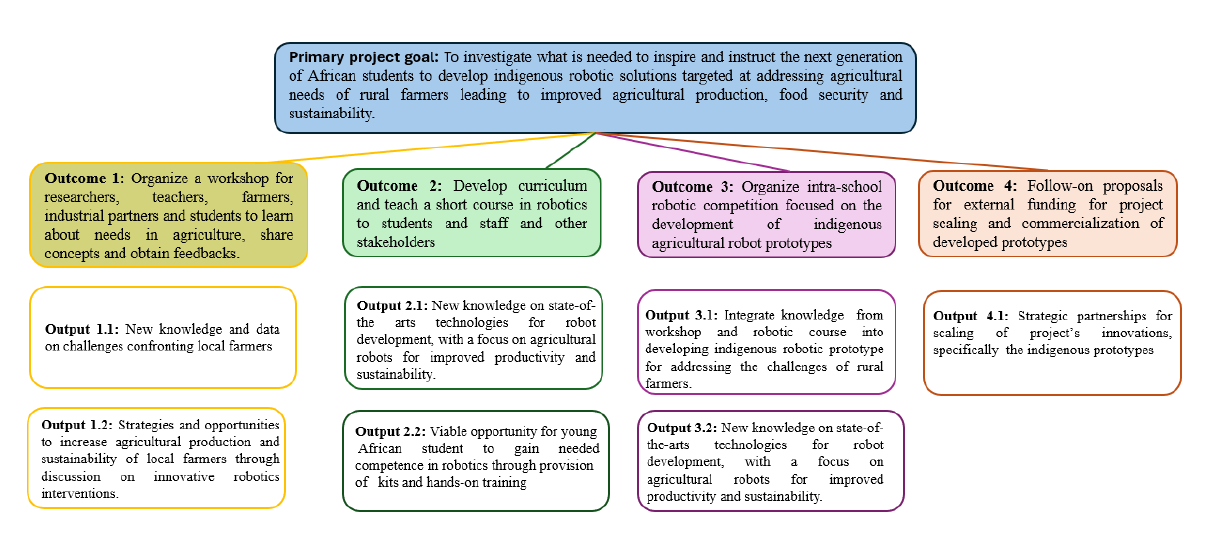 Primary project goal: To investigate what is needed to inspire and instruct the next generation
of African students to develop indigenous robotic solutions targeted at addressing agricultural
needs of rural farmers leading to improved agricultural production, food security and
sustainability.
Outcome 1: Organize a workshop for
researchers, teachers, farmers,
industrial partners and students to learn
about needs in agriculture, share
concepts and obtain feedbacks.
Outcome 2: Develop curriculum
and teach a short course in robotics
to students and staff and other
stakeholders
Outcome 3: Organize intra-school
robotic competition focused on the
development of indigenous
agricultural robot prototypes
Outcome 4: Follow-on proposals
for external funding for project
scaling and commercialization of
developed prototypes
Output 1.1: New knowledge and data
on challenges confronting local farmers
Output 2.1: New knowledge on state-of-
the arts technologies for robot
development, with a focus on agricultural
robots for improved productivity and
sustainability.
Output 3.1: Integrate knowledge from
workshop and robotic course into
developing indigenous robotic prototype
for addressing the challenges of rural
farmers.
Output 4.1: Strategic partnerships for
scaling of project's innovations,
specifically the indigenous prototypes
Output 1.2: Strategies and opportunities
to increase agricultural production and
sustainability of local farmers through
discussion on innovative robotics
interventions.
Output 2.2: Viable opportunity for young
African student to gain needed
competence in robotics through provision
of kits and hands-on training
Output 3.2: New knowledge on state-of-
the-arts technologies for robot
development, with a focus on
agricultural robots for improved
productivity and sustainability.